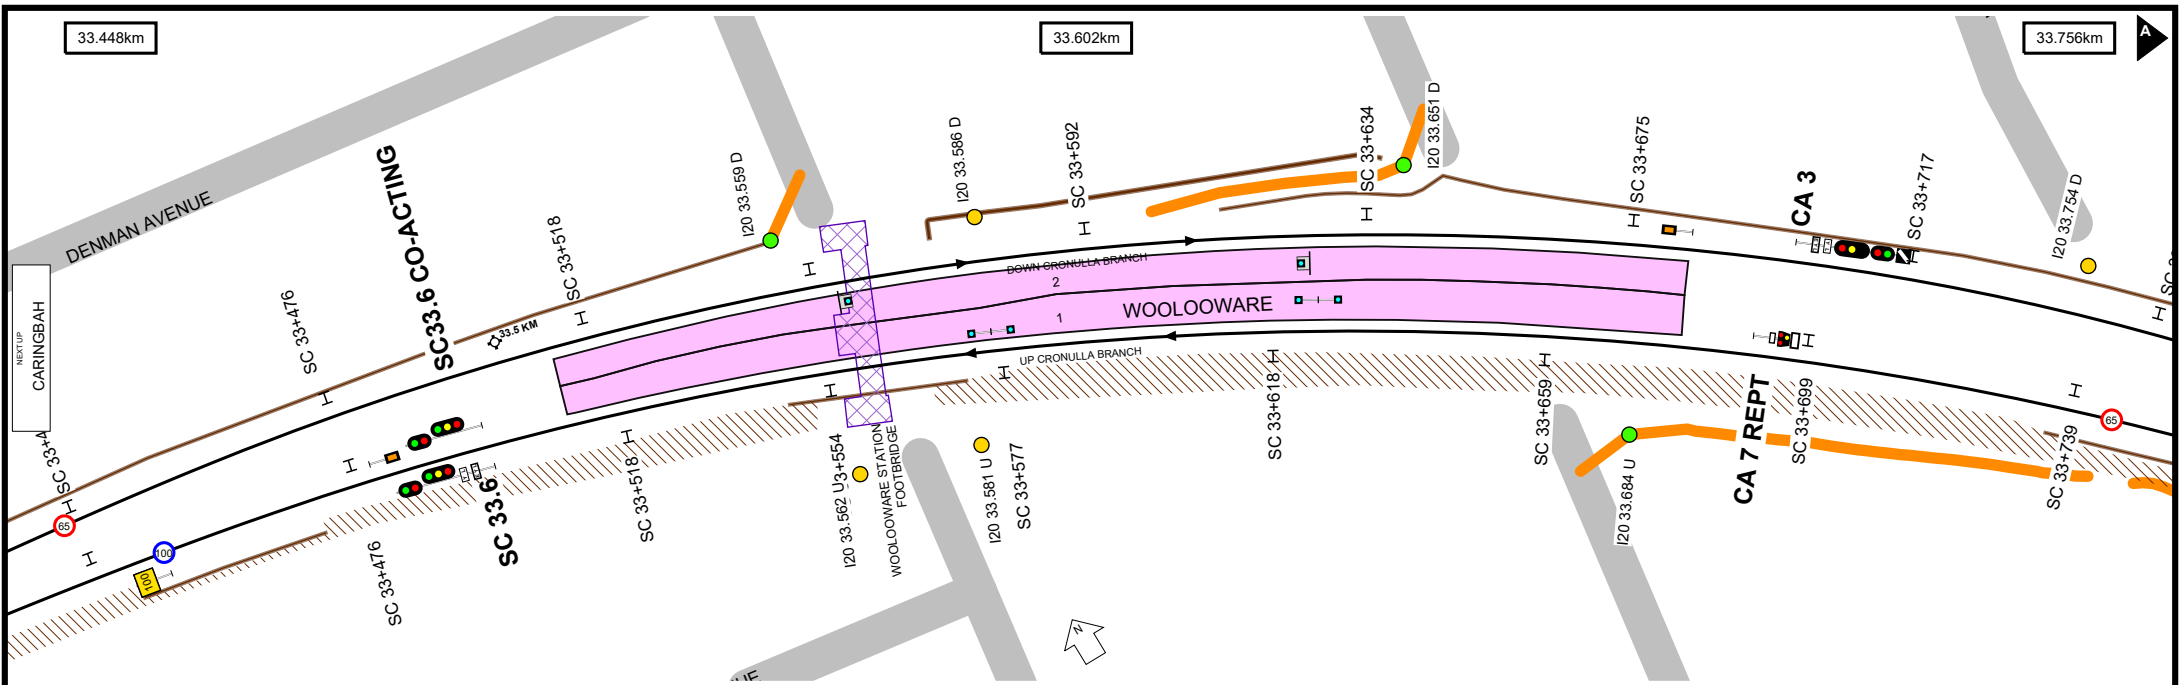 33.448km
33.602km
33.756km
A
DENMAN AVENUE
NEXT UP
CARINGBAH
SC 33+4
SC 33+476
SC33.6 CO-ACTING
33.5 KM
SC 33+518
I20 33.559 D
I20 33.586 D
SC 33+592
SC 33+634
I20 33.651 D
SC 33+675
CA 3
SC 33+717
I20 33.754 D
DOWN CRONULLA BRANCH
2
WOOLOOWARE
1
UP CRONULLA BRANCH
65
100
100
SC 33+476
SC 33.6
SC 33+518
I20 33.562 U
3+554
WOOLOOWARE STATION
FOOTBRIDGE
I20 33.581 U
SC 33+577
SC 33+618
SC 33+659
I20 33.684 U
CA 7 REPT
SC 33+699
SC 33+739
65
N